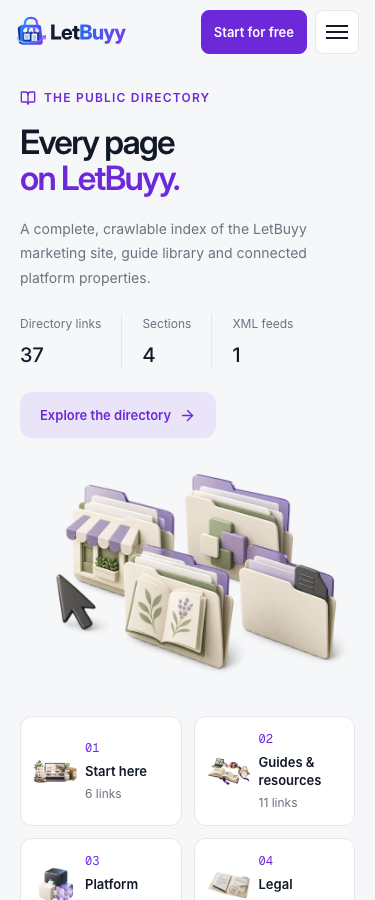 LetBuyy
Start for free
THE PUBLIC DIRECTORY
Every page
on LetBuyy.
A complete, crawlable index of the LetBuyy
marketing site, guide library and connected
platform properties.
Directory links
37
Sections
4
XML feeds
1
Explore the directory
01
Start here
6 links
02
Guides &
resources
11 links
03
Platform
04
Legal